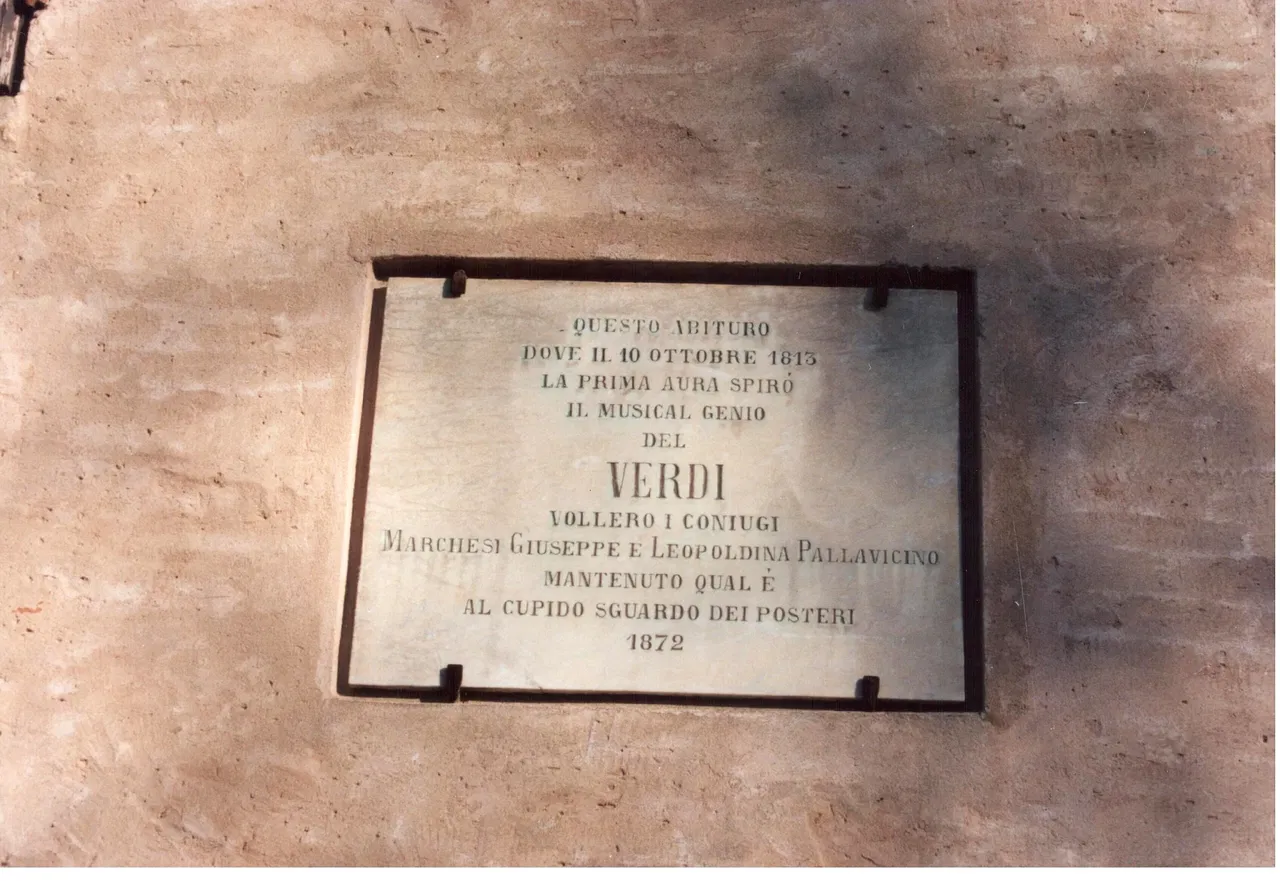 QUESTO ABITURO
DOVE IL 10 OTTOBRE 1813
LA PRIMA AURA SPIRÒ
IL MUSICAL GENIO
DEL
VERDI
VOLLERO I CONIUGI
MARCHESI GIUSEPPE E LEOPOLDINA PALLAVICINO
MANTENUTO QUAL È
AL CUPIDO SGUARDO DEI POSTERI
1872